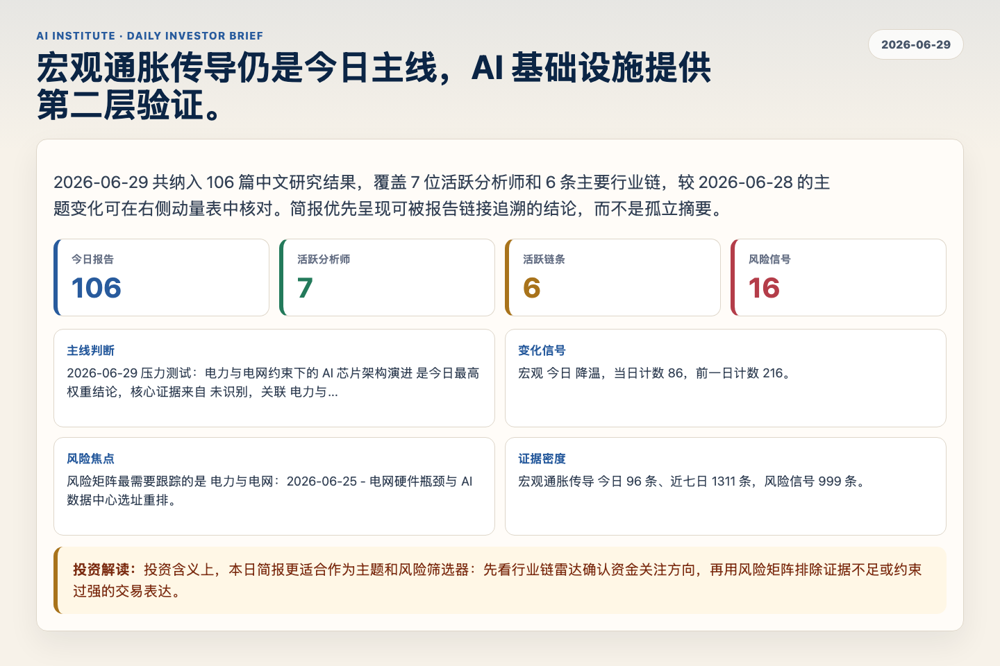 AI INSTITUTE · DAILY INVESTOR BRIEF
2026-06-29
宏观通胀传导仍是今日主线，AI 基础设施提供
第二层验证。
2026-06-29 共纳入 106 篇中文研究结果，覆盖 7 位活跃分析师和 6 条主要行业链，较 2026-06-28 的主
题变化可在右侧动量表中核对。简报优先呈现可被报告链接追溯的结论，而不是孤立摘要。
今日报告
106
活跃分析师
7
活跃链条
6
风险信号
16
主线判断
2026-06-29 压力测试：电力与电网约束下的 AI 芯片架构演进 是今日最高
权重结论，核心证据来自 未识别，关联 电力与...
变化信号
宏观 今日 降温，当日计数 86，前一日计数 216。
风险焦点
风险矩阵最需要跟踪的是 电力与电网：2026-06-25 - 电网硬件瓶颈与 AI
数据中心选址重排。
证据密度
宏观通胀传导 今日 96 条、近七日 1311 条，风险信号 999 条。
投资解读：投资含义上，本日简报更适合作为主题和风险筛选器：先看行业链雷达确认资金关注方向，再用风险矩阵排除证据不足或约束
过强的交易表达。